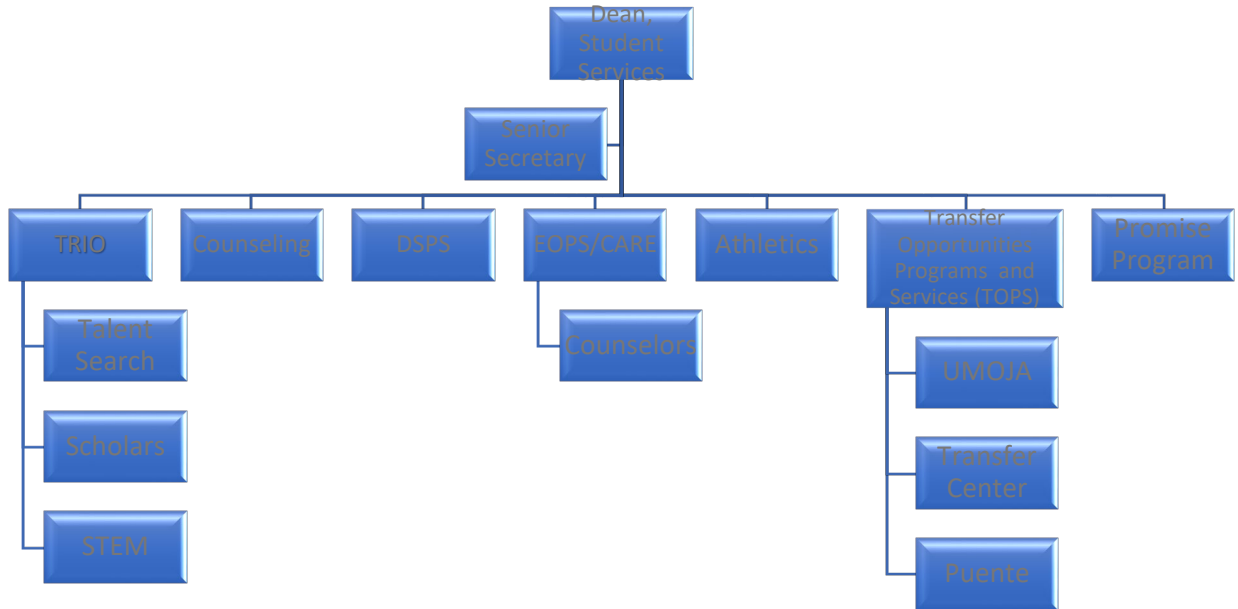 Dean,
Student
Services
Senior
Secretary
TRIO
Counseling
DSPS
EOPS/CARE
Athletics
Transfer
Opportunities
Programs and
Services (TOPS)
Promise
Program
Talent
Search
Scholars
STEM
Counselors
UMOJA
Transfer
Center
Puente